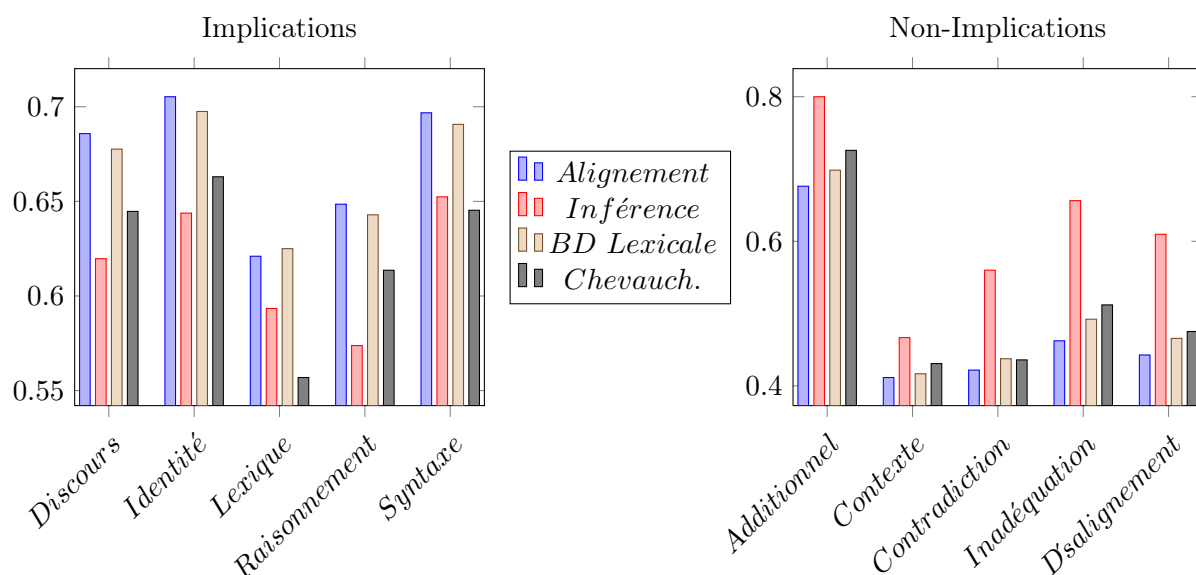 Implications
0.7
0.65
0.6
0.55
Discours
Identité
Lexique
Raisonnement
Syntaxe
Alignement
Inférence
BD Lexicale
Chevauch.
Non-Implications
0.8
0.6
0.4
Additionnel
Contexte
Contradiction
Inadéquation
D'salignement